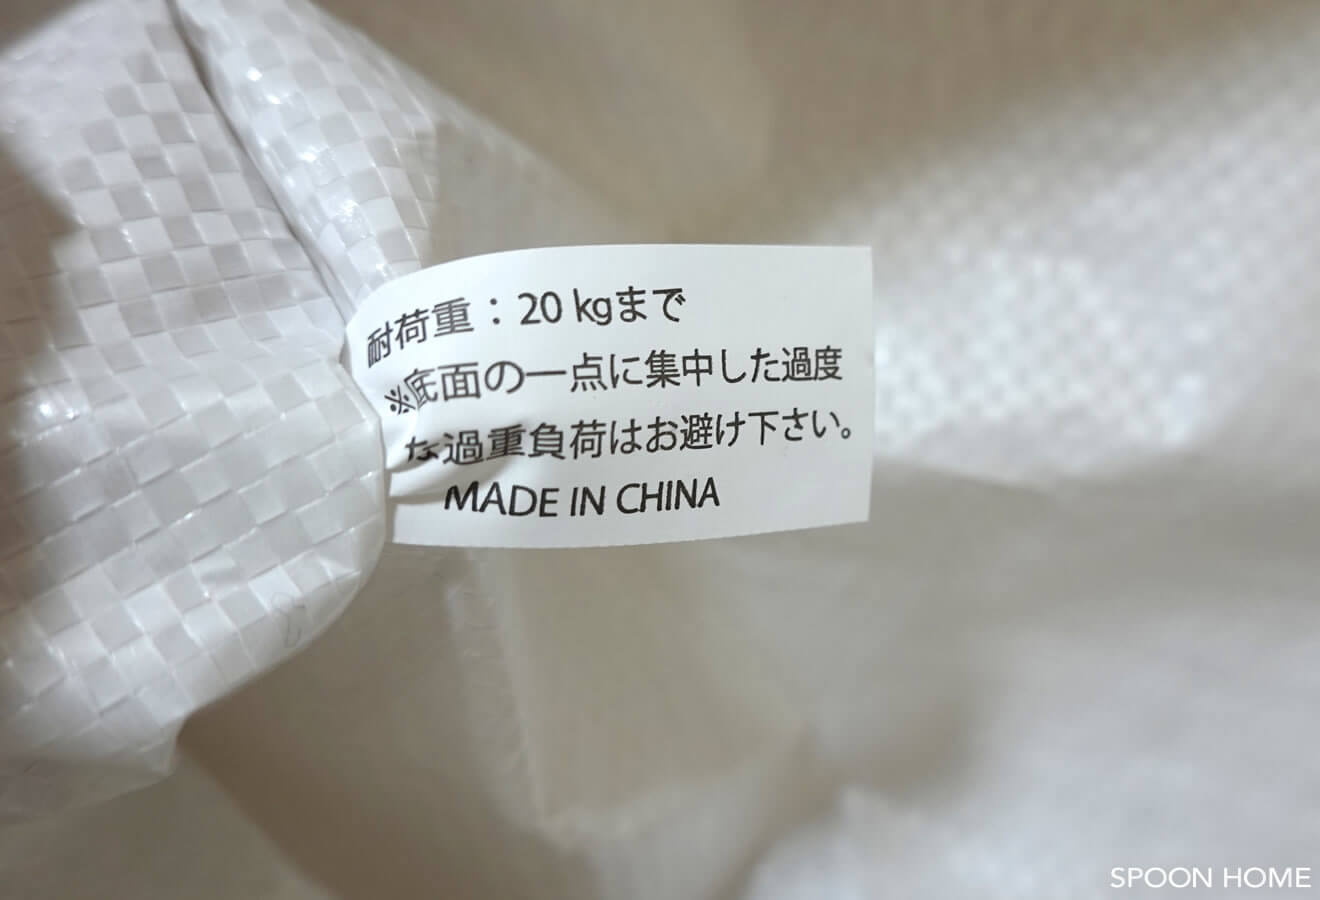 耐荷重：20 kgまで
※底面の一点に集中した過度
な過重負荷はお避け下さい。
MADE IN CHINA
SPOON HOME